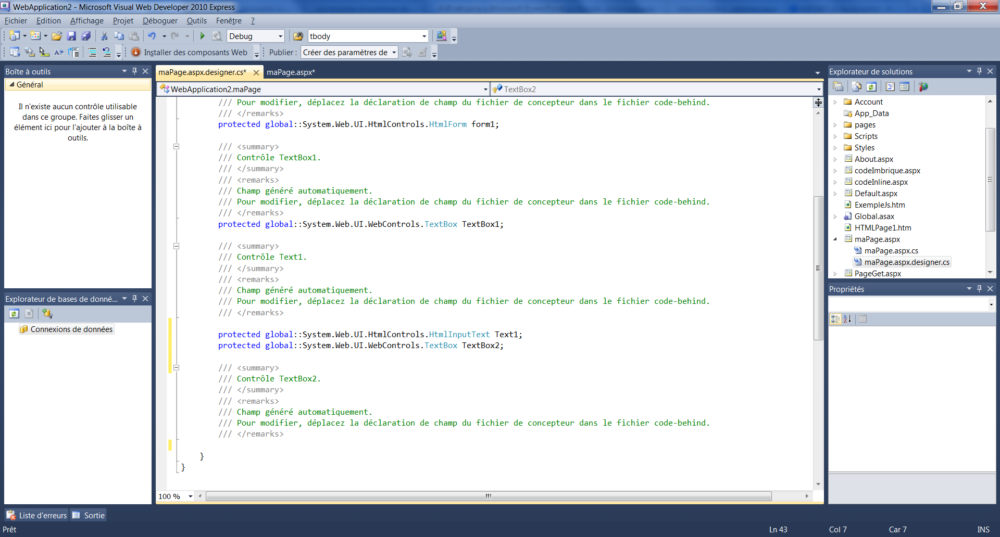 WebApplication2 - Microsoft Visual Web Developer 2010 Express
Fichier Edition Affichage Projet Déboguer Outils Fenêtre ?
Debug tbody
Installer des composants Web Publier : Créer des paramètres de
Boîte à outils
Général
Il n'existe aucun contrôle utilisable
dans ce groupe. Faites glisser un
élément ici pour l'ajouter à la boîte à
outils.
Explorateur de bases de donné...
Connexions de données
maPage.aspx.designer.cs* maPage.aspx*
WebApplication2.maPage TextBox2
/// Pour modifier, déplacez la déclaration de champ du fichier de concepteur dans le fichier code-behind.
/// </remarks>
protected global::System.Web.UI.HtmlControls.HtmlForm form1;
/// <summary>
/// Contrôle TextBox1.
/// </summary>
/// <remarks>
/// Champ généré automatiquement.
/// Pour modifier, déplacez la déclaration de champ du fichier de concepteur dans le fichier code-behind.
/// </remarks>
protected global::System.Web.UI.WebControls.TextBox TextBox1;
/// <summary>
/// Contrôle Text1.
/// </summary>
/// <remarks>
/// Champ généré automatiquement.
/// Pour modifier, déplacez la déclaration de champ du fichier de concepteur dans le fichier code-behind.
/// </remarks>
protected global::System.Web.UI.HtmlControls.HtmlInputText Text1;
protected global::System.Web.UI.WebControls.TextBox TextBox2;
/// <summary>
/// Contrôle TextBox2.
/// </summary>
/// <remarks>
/// Champ généré automatiquement.
/// Pour modifier, déplacez la déclaration de champ du fichier de concepteur dans le fichier code-behind.
/// </remarks>
}
}
100 %
Explorateur de solutions
Account
App_Data
pages
Scripts
Styles
About.aspx
codeImbrique.aspx
codeInline.aspx
Default.aspx
ExempleJs.htm
Global.asax
HTMLPage1.htm
maPage.aspx
maPage.aspx.cs
maPage.aspx.designer.cs
PageGet.aspx
Propriétés
Liste d'erreurs Sortie
Prêt Ln 43 Col 7 Car 7 INS